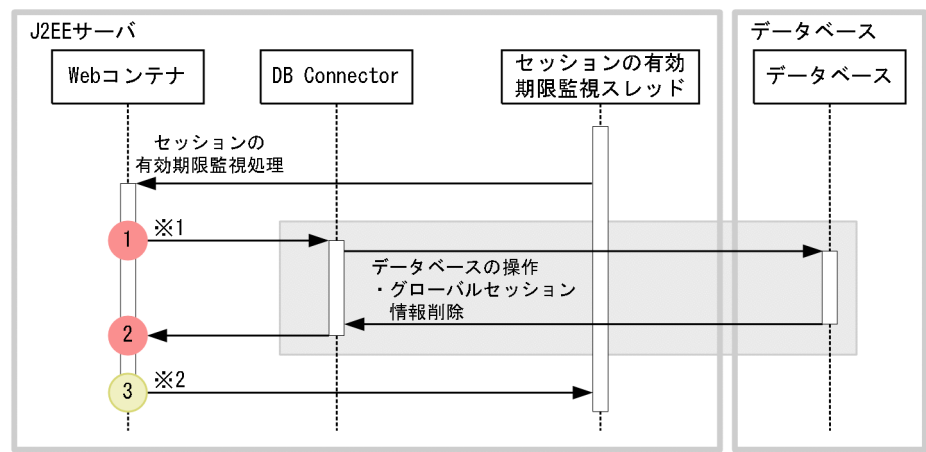 J2EEサーバ
データベース
Webコンテナ
DB Connector
セッションの有効
期限監視スレッド
データベース
セッションの
有効期限監視処理
1
※1
データベースの操作
・グローバルセッション
情報削除
2
3
※2